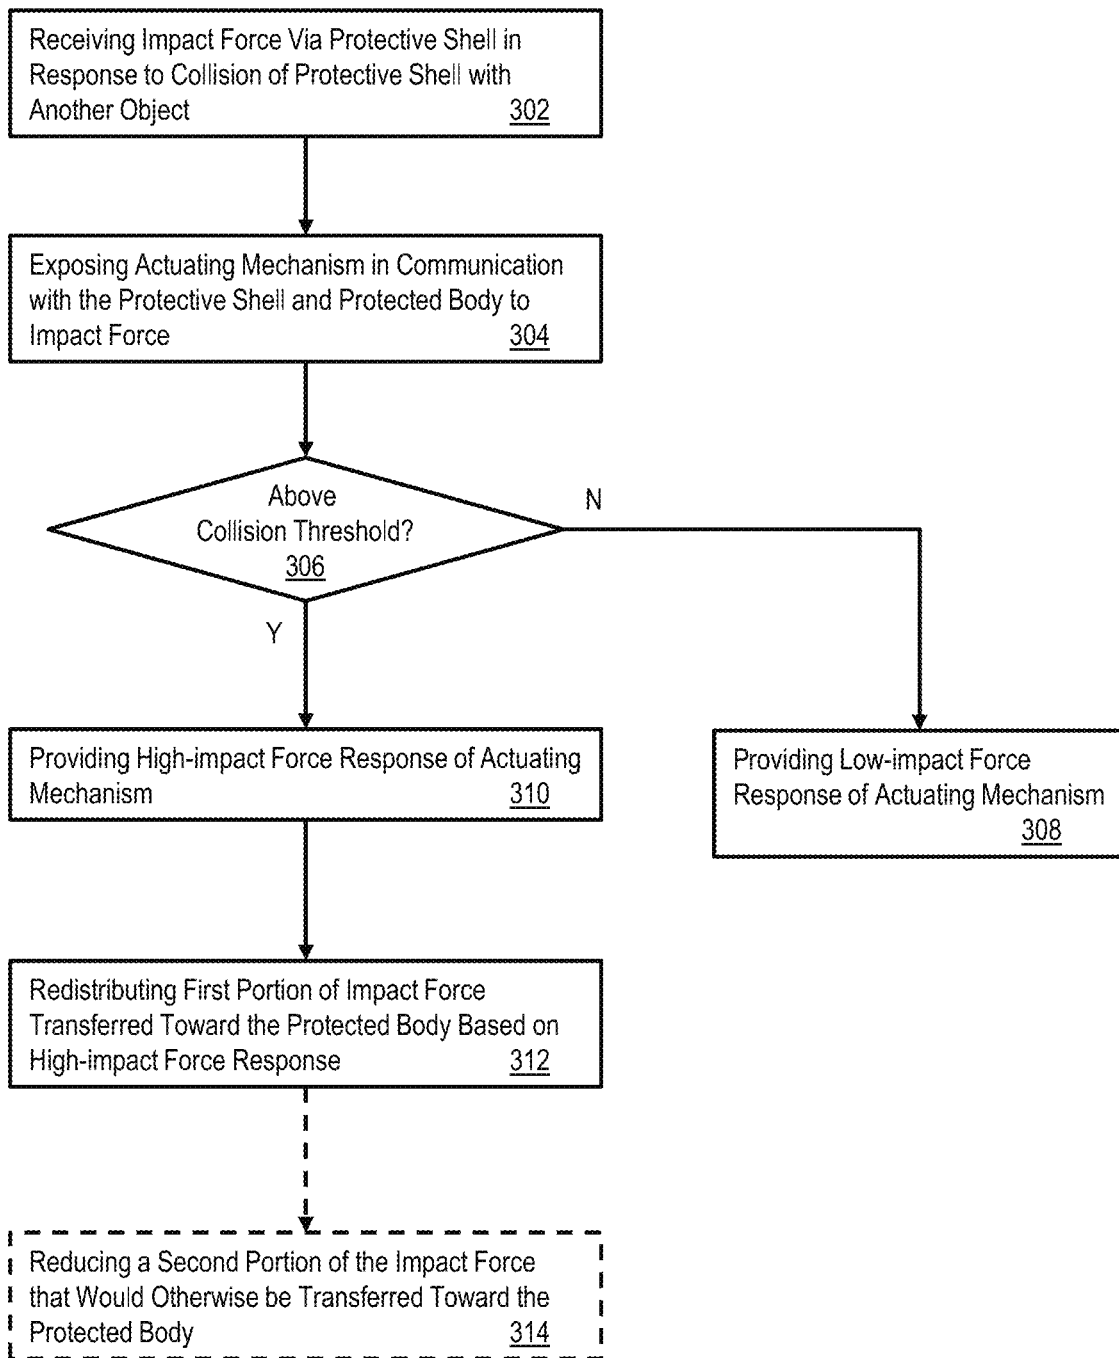 Receiving Impact Force Via Protective Shell in
Response to Collision of Protective Shell with
Another Object 302
Exposing Actuating Mechanism in Communication
with the Protective Shell and Protected Body to
Impact Force 304
Above
Collision Threshold?
306
N
Y
Providing High-impact Force Response of Actuating
Mechanism 310
Providing Low-impact Force
Response of Actuating Mechanism
308
Redistributing First Portion of Impact Force
Transferred Toward the Protected Body Based on
High-impact Force Response 312
Reducing a Second Portion of the Impact Force
that Would Otherwise be Transferred Toward the
Protected Body 314